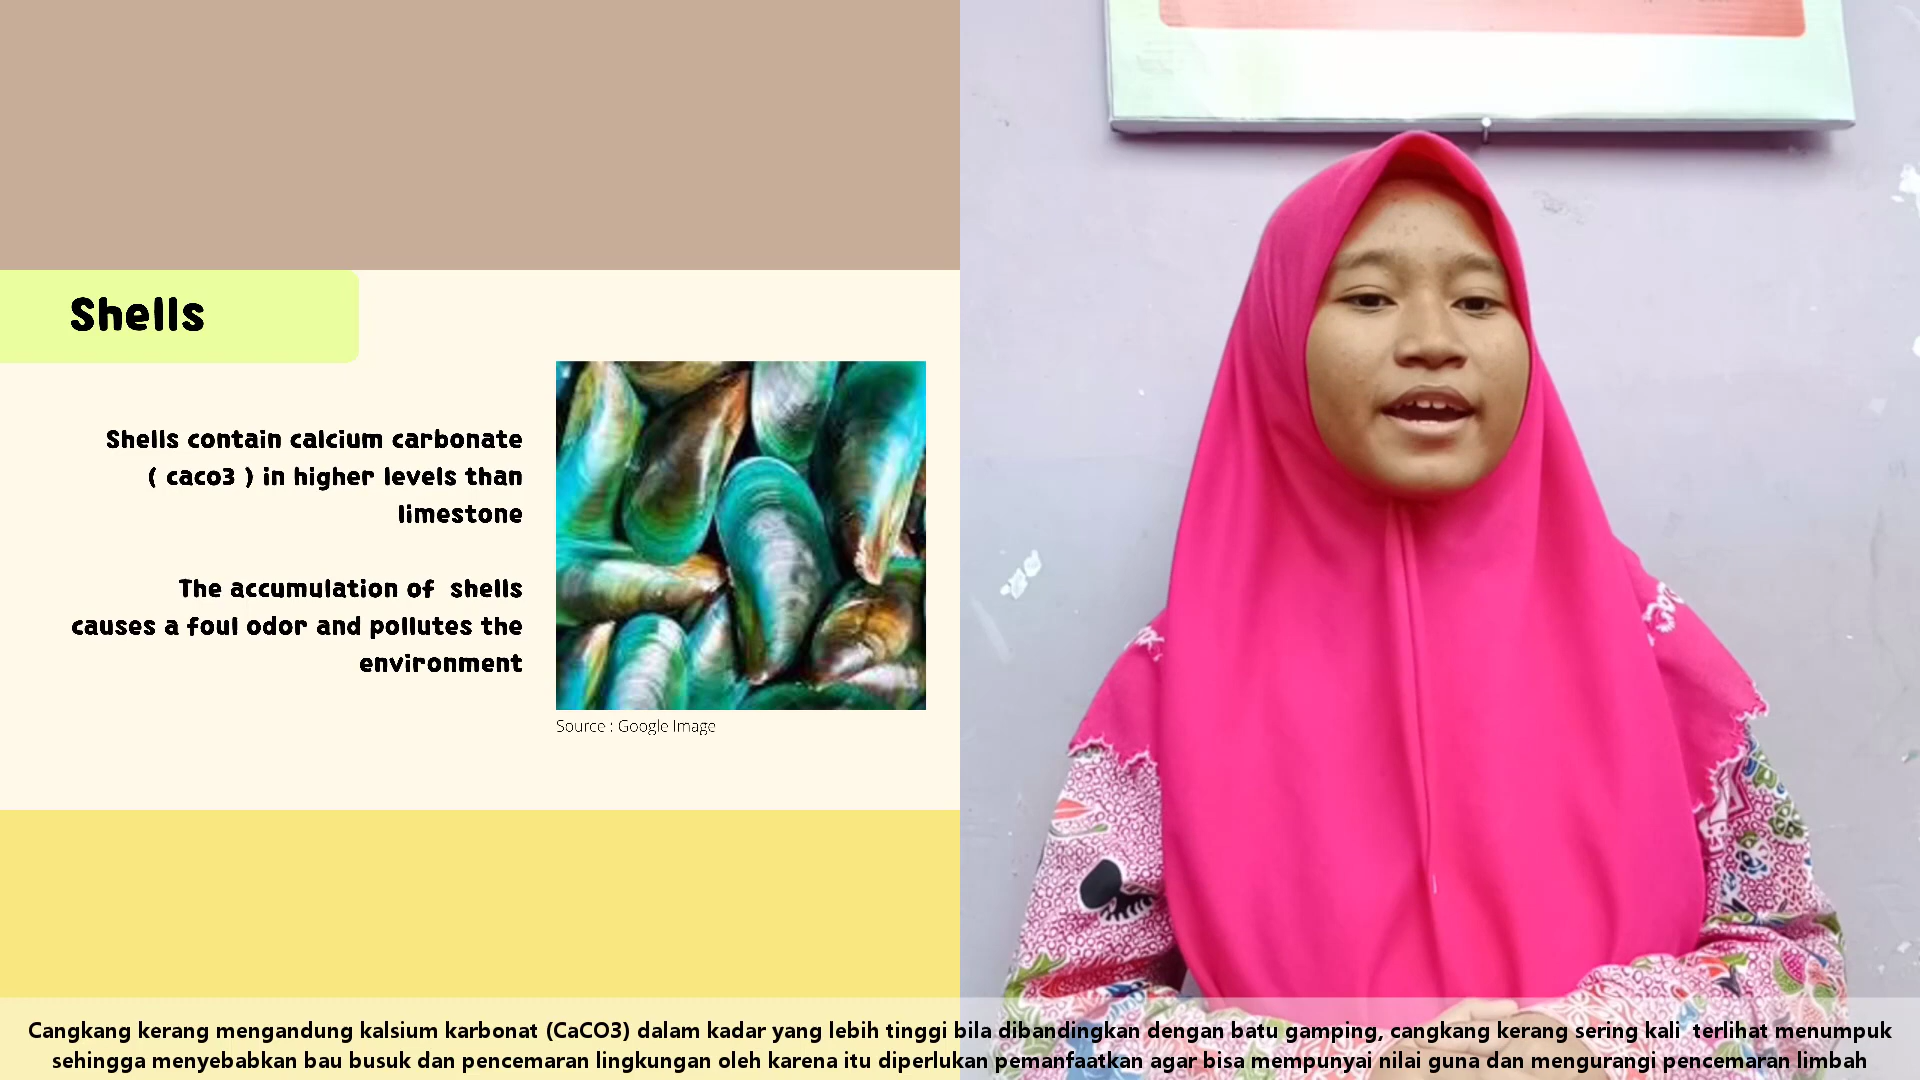 Shells
Shells contain calcium carbonate
( caco3 ) in higher levels than
limestone
The accumulation of  shells
causes a foul odor and pollutes the
environment
Source : Google Image
Cangkang kerang mengandung kalsium karbonat (CaCO3) dalam kadar yang lebih tinggi bila dibandingkan dengan batu gamping, cangkang kerang sering kali  terlihat menumpuk
sehingga menyebabkan bau busuk dan pencemaran lingkungan oleh karena itu diperlukan pemanfaatkan agar bisa mempunyai nilai guna dan mengurangi pencemaran limbah